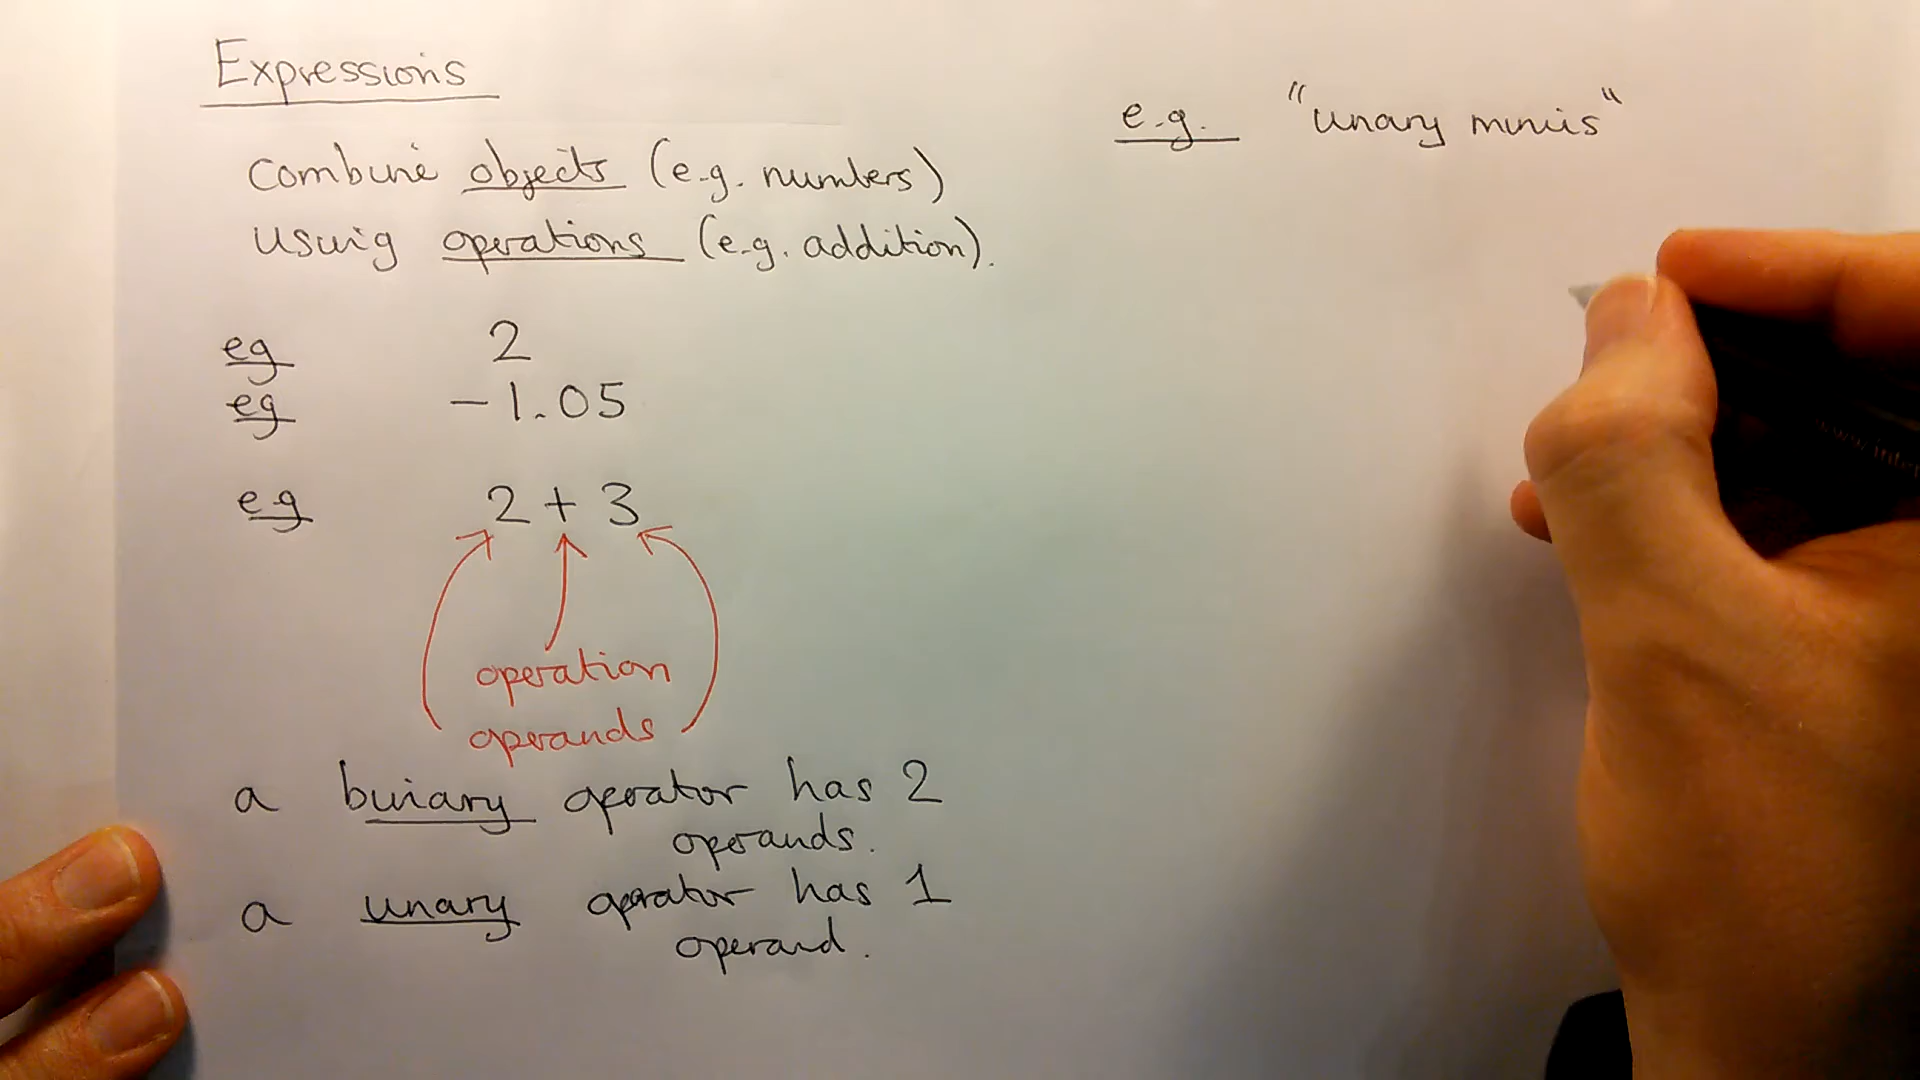 Expressions
combine objects (e.g. numbers)
using operations (e.g. addition).
eg 2
eg -1.05
eg 2 + 3
operation
operands
a binary operator has 2
operands.
a unary operator has 1
operand.
e.g. "unary minus"